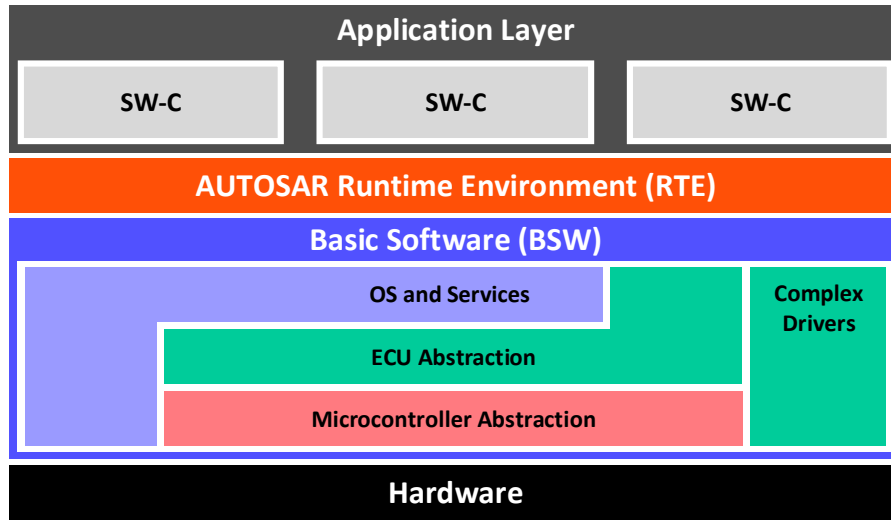 Application Layer
SW-C
SW-C
SW-C
AUTOSAR Runtime Environment (RTE)
Basic Software (BSW)
OS and Services
Complex
Drivers
ECU Abstraction
Microcontroller Abstraction
Hardware